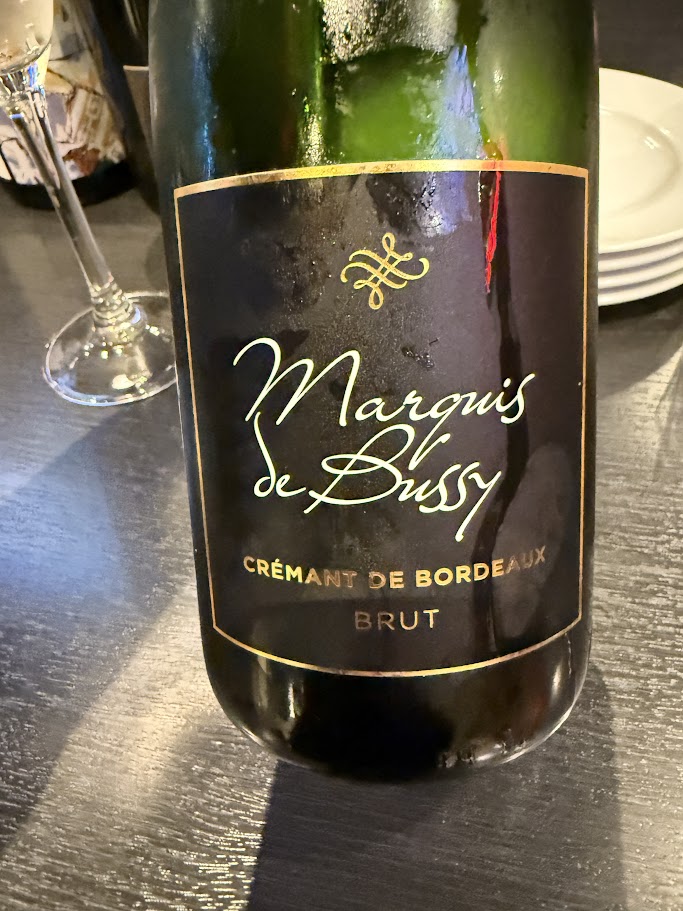 Marquis
de Bussy
CRÉMANT DE BORDEAUX
BRUT